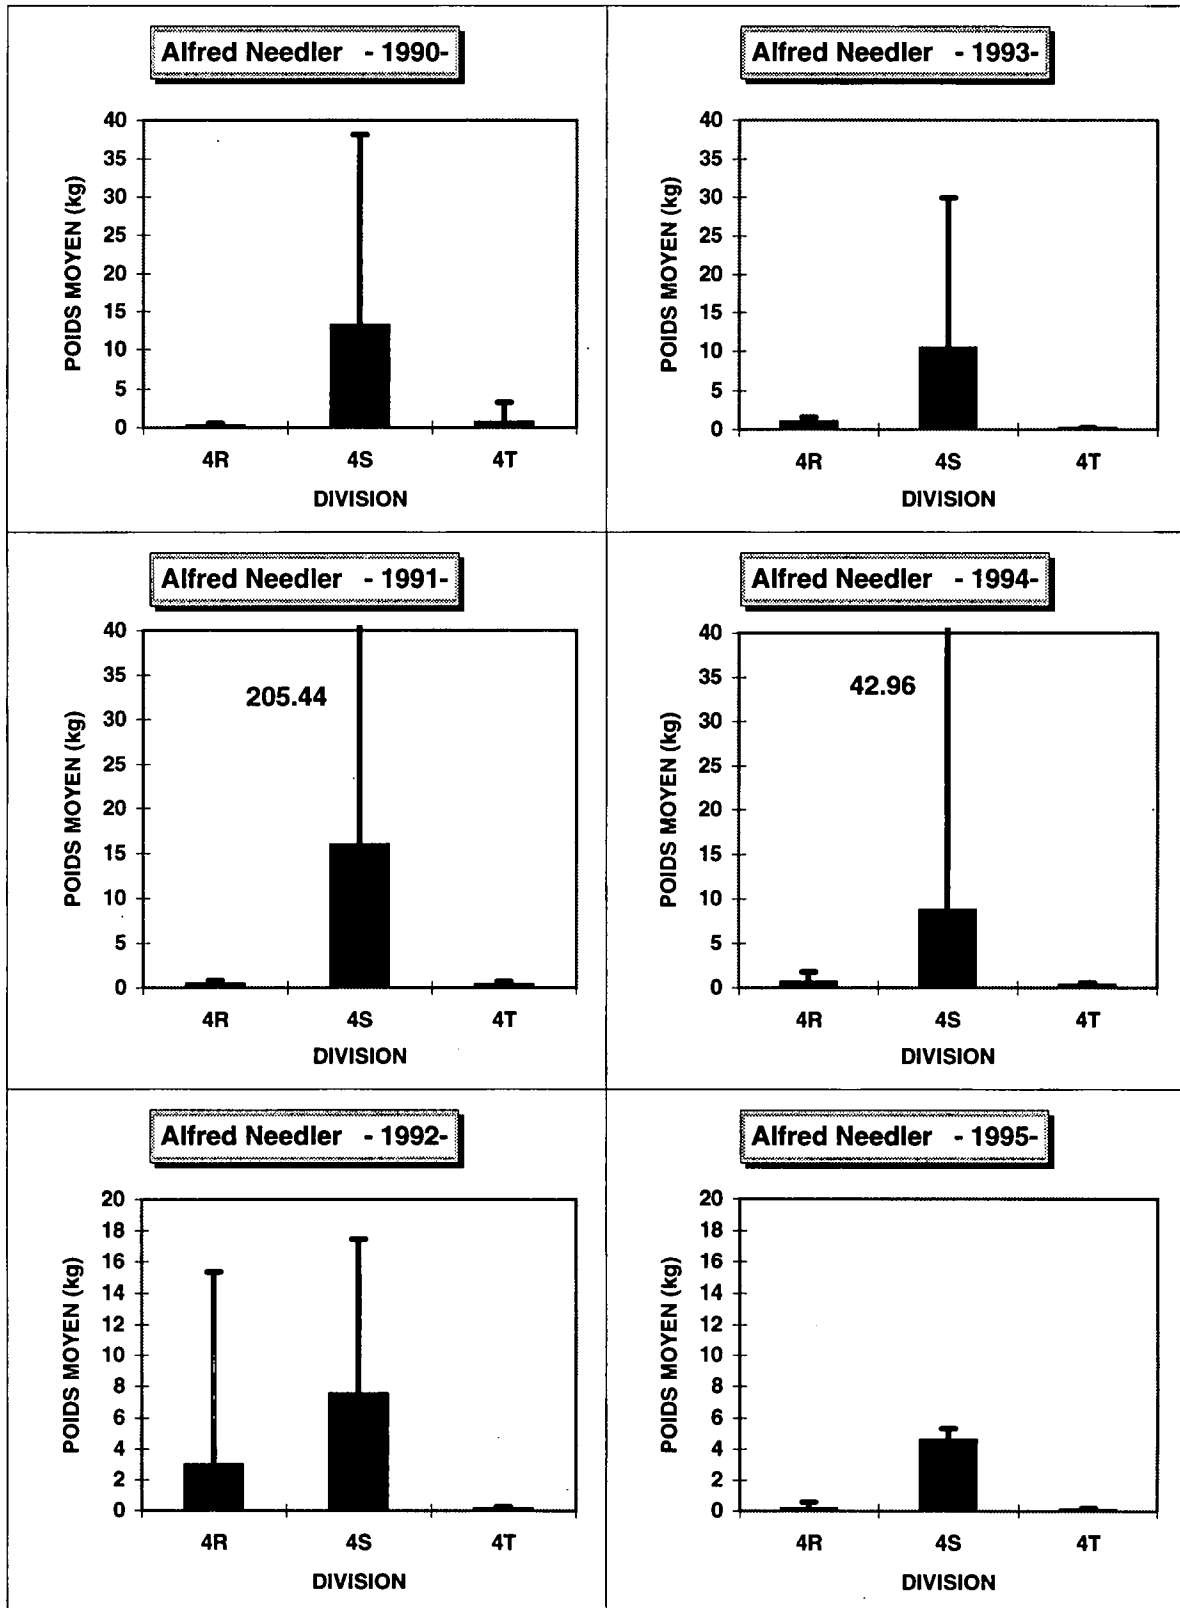 Alfred Needler - 1990-
POIDS MOYEN (kg)
40
35
30
25
20
15
10
5
0
4R 4S 4T
DIVISION
Alfred Needler - 1993-
POIDS MOYEN (kg)
40
35
30
25
20
15
10
5
0
4R 4S 4T
DIVISION
Alfred Needler - 1991-
POIDS MOYEN (kg)
40
35
30
25
20
15
10
5
0
205.44
4R 4S 4T
DIVISION
Alfred Needler - 1994-
POIDS MOYEN (kg)
40
35
30
25
20
15
10
5
0
42.96
4R 4S 4T
DIVISION
Alfred Needler - 1992-
POIDS MOYEN (kg)
20
18
16
14
12
10
8
6
4
2
0
4R 4S 4T
DIVISION
Alfred Needler - 1995-
POIDS MOYEN (kg)
20
18
16
14
12
10
8
6
4
2
0
4R 4S 4T
DIVISION